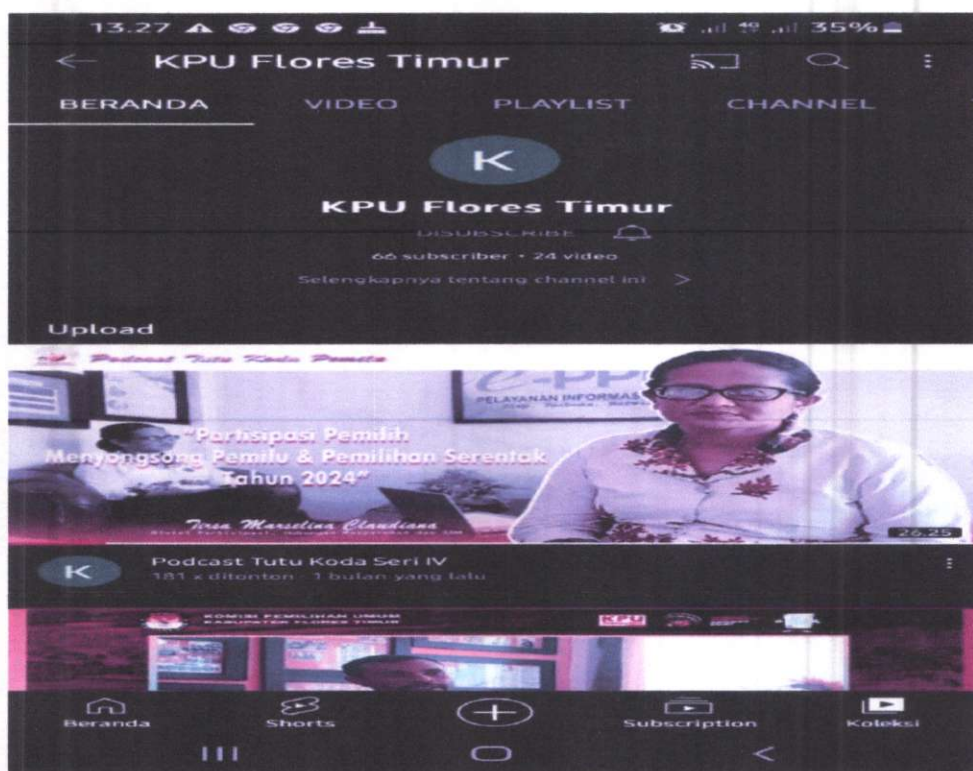 13.27
4G
35%
KPU Flores Timur
BERANDA VIDEO PLAYLIST CHANNEL
K
KPU Flores Timur
DISUBSCRIBE
66 subscriber • 24 video
Selengkapnya tentang channel ini >
Upload
Podcast Tutu Koda Pemilu
PELAYANAN INFORMAS
"Partisipasi Pemilih
Menyongsong Pemilu & Pemilihan Serentak
Tahun 2024"
Tirsa Marselina Claudiana
26.25
K
Podcast Tutu Koda Seri IV
181 x ditonton · 1 bulan yang lalu
KOMISI PEMILIHAN UMUM
KABUPATEN FLORES TIMUR
KPU
Beranda Shorts Subscription Koleksi